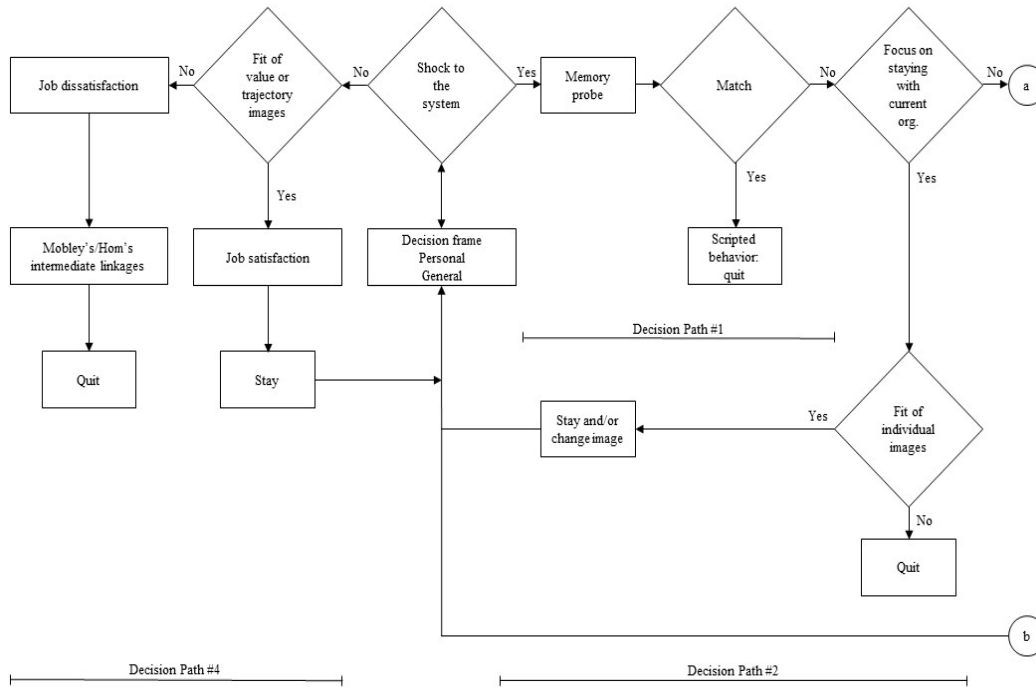 No
Fit of
value or
trajectory
images
No
Shock to
the
system
Yes
Memory
probe
Match
No
Focus on
staying
with
current
org.
No
a
Job dissatisfaction
Yes
Yes
Yes
Mobley's/Hom's
intermediate linkages
Job satisfaction
Decision frame
Personal
General
Scripted
behavior:
quit
Decision Path #1
Quit
Stay
Stay and/or
change image
Yes
Fit of
individual
images
No
Quit
b
Decision Path #4
Decision Path #2